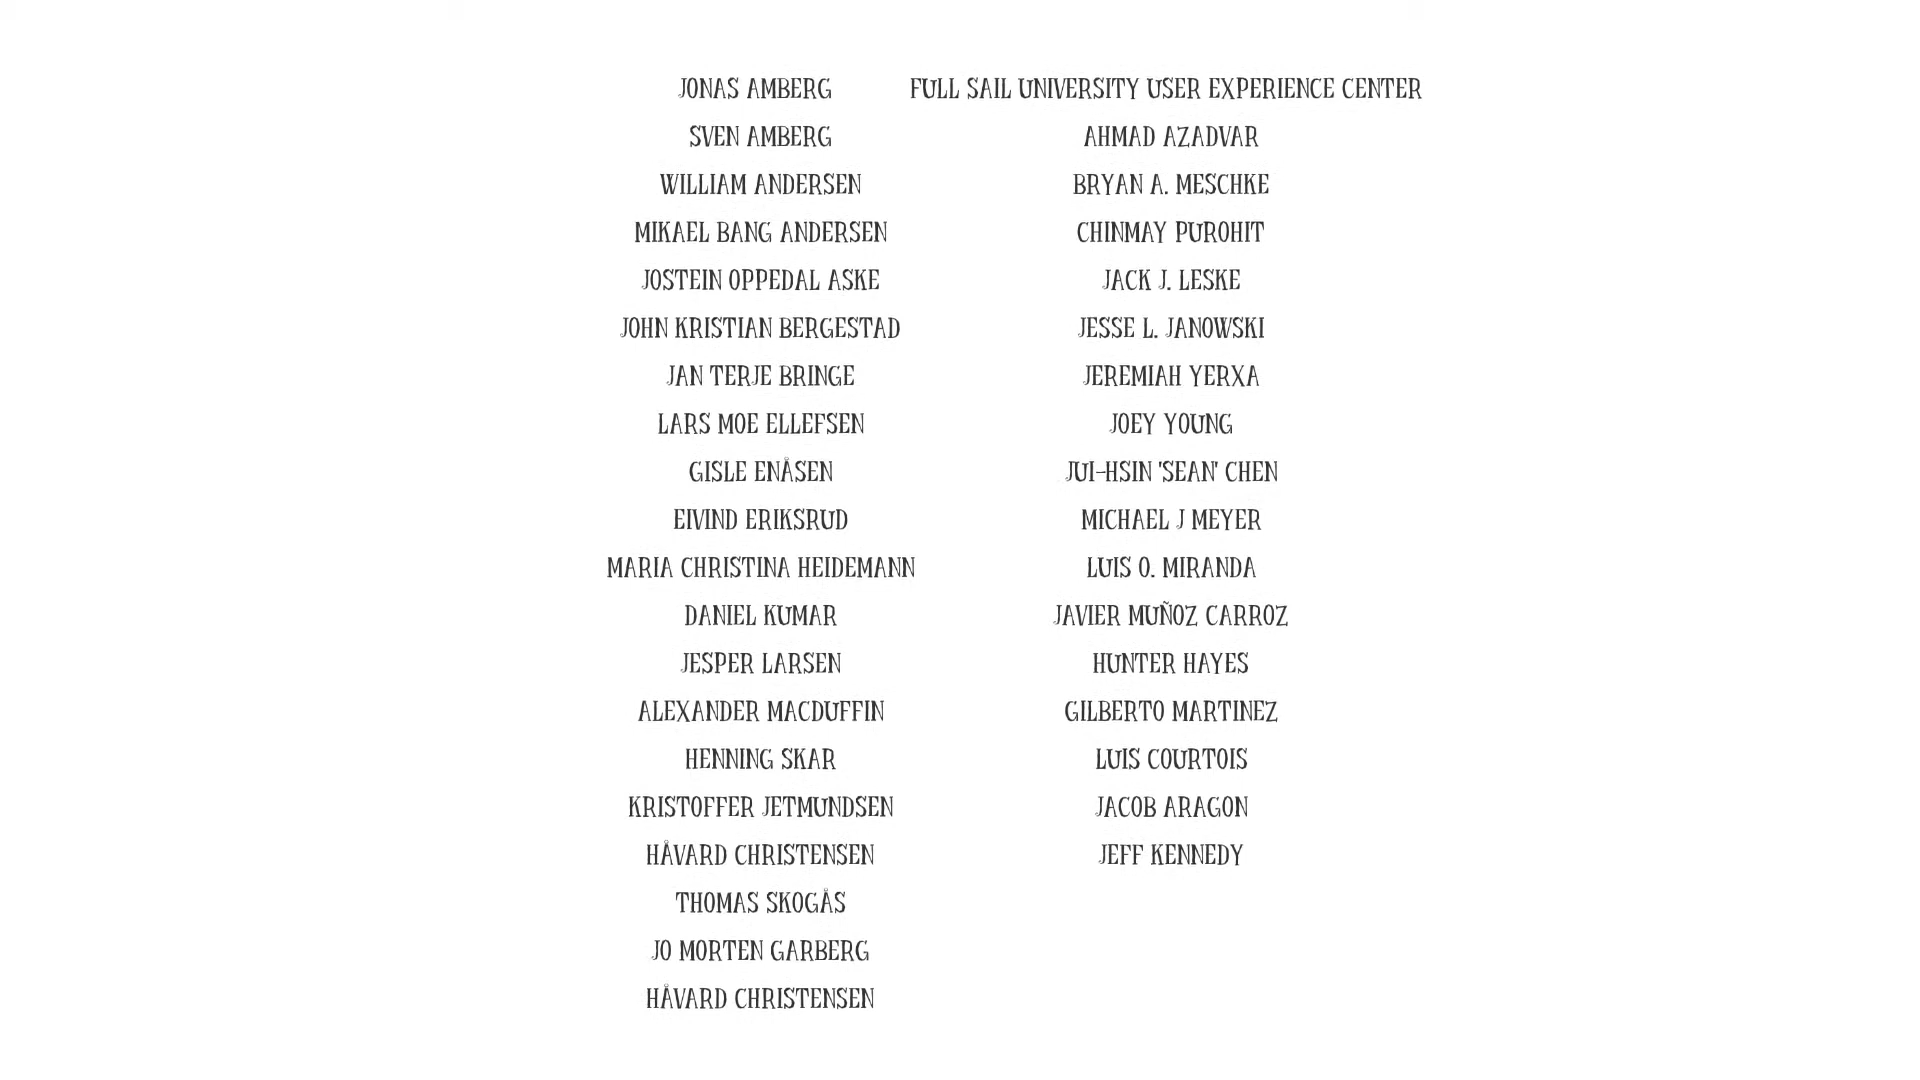 JONAS AMBERG
SVEN AMBERG
WILLIAM ANDERSEN
MIKAEL BANG ANDERSEN
JOSTEIN OPPEDAL ASKE
JOHN KRISTIAN BERGESTAD
JAN TERJE BRINGE
LARS MOE ELLEFSEN
GISLE ENÅSEN
EIVIND ERIKSRUD
MARIA CHRISTINA HEIDEMANN
DANIEL KUMAR
JESPER LARSEN
ALEXANDER MACDUFFIN
HENNING SKAR
KRISTOFFER JETMUNDSEN
HÅVARD CHRISTENSEN
THOMAS SKOGÅS
JO MORTEN GARBERG
HÅVARD CHRISTENSEN
FULL SAIL UNIVERSITY USER EXPERIENCE CENTER
AHMAD AZADVAR
BRYAN A. MESCHKE
CHINMAY PUROHIT
JACK J. LESKE
JESSE L. JANOWSKI
JEREMIAH YERXA
JOEY YOUNG
JUI-HSIN 'SEAN' CHEN
MICHAEL J MEYER
LUIS O. MIRANDA
JAVIER MUÑOZ CARROZ
HUNTER HAYES
GILBERTO MARTINEZ
LUIS COURTOIS
JACOB ARAGON
JEFF KENNEDY